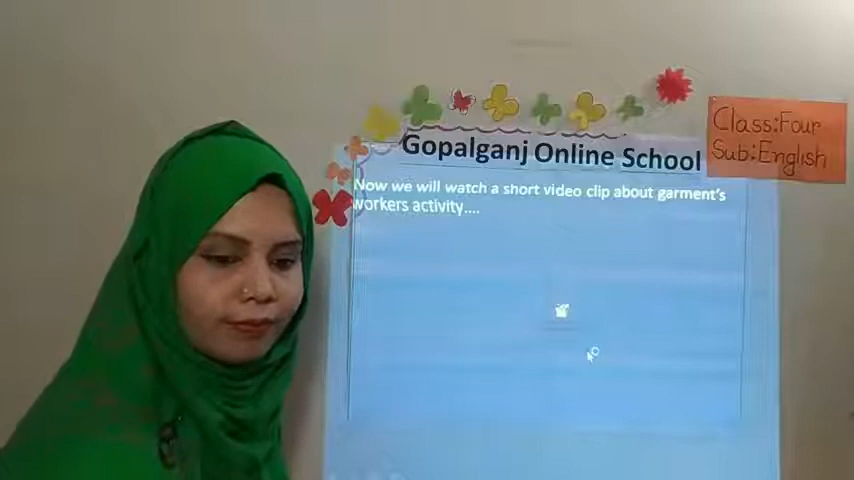 Gopalganj Online School
Class:Four
Sub:English
Now we will watch a short video clip about garment's
workers activity....